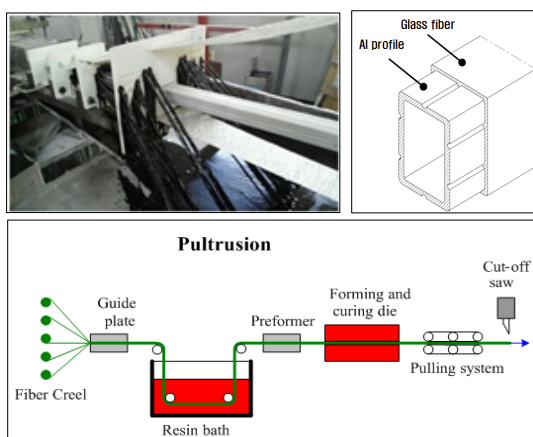 Glass fiber
Al profile
Pultrusion
Cut-off
saw
Forming and
curing die
Guide
plate
Preformer
Pulling system
Fiber Creel
Resin bath